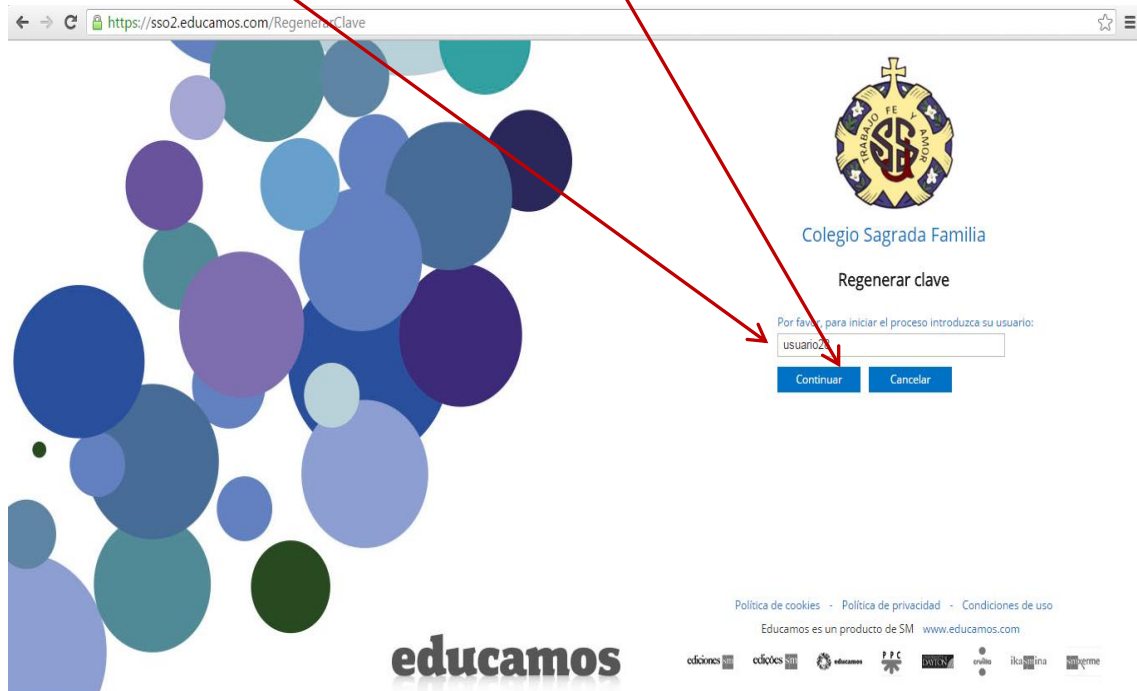 https://sso2.educamos.com/RegenerarClave
TRABAJO FE Y AMOR
Colegio Sagrada Familia
Regenerar clave
Por favor, para iniciar el proceso introduzca su usuario:
Continuar Cancelar
Política de cookies - Política de privacidad - Condiciones de uso
Educamos es un producto de SM www.educamos.com
educamos
ediciones sm edições sm educamos PPC DAYTON cruilla ikasmina smxerme